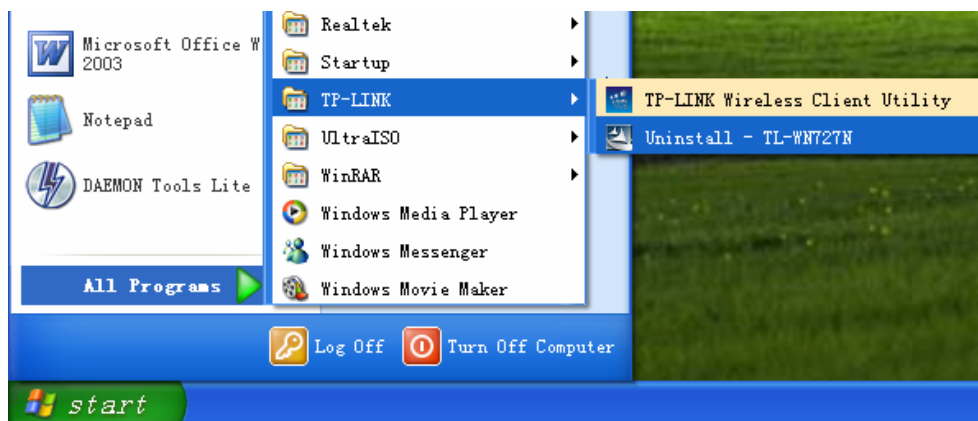 Microsoft Office W
2003
Notepad
DAEMON Tools Lite
All Programs
Realtek
Startup
TP-LINK
UltraISO
WinRAR
Windows Media Player
Windows Messenger
Windows Movie Maker
TP-LINK Wireless Client Utility
Uninstall - TL-WN727N
Log Off
Turn Off Computer
start